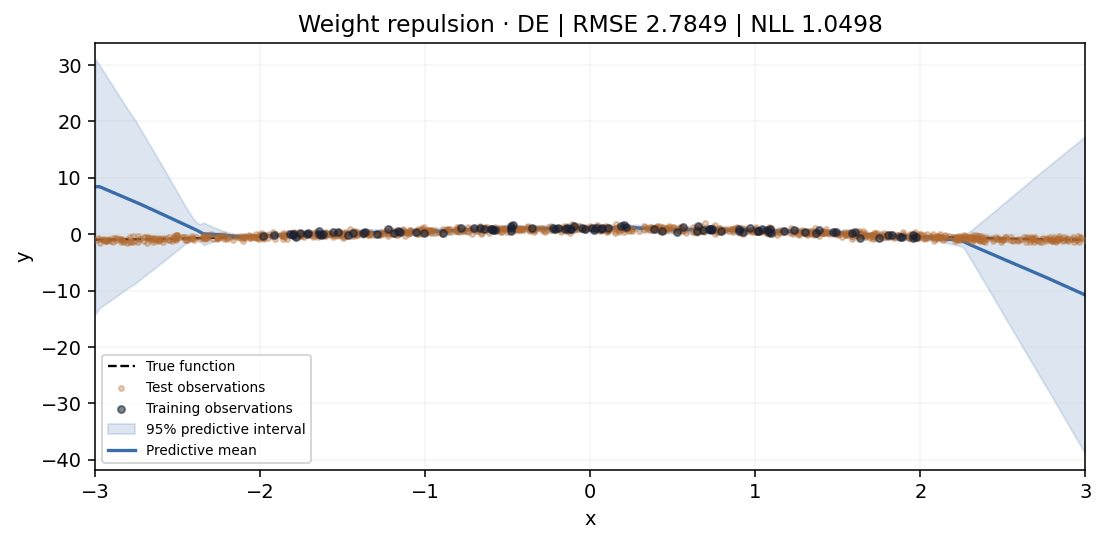 Weight repulsion · DE | RMSE 2.7849 | NLL 1.0498
30
20
10
0
−10
−20
−30
−40
y
True function
Test observations
Training observations
95% predictive interval
Predictive mean
−3
−2
−1
0
1
2
3
x